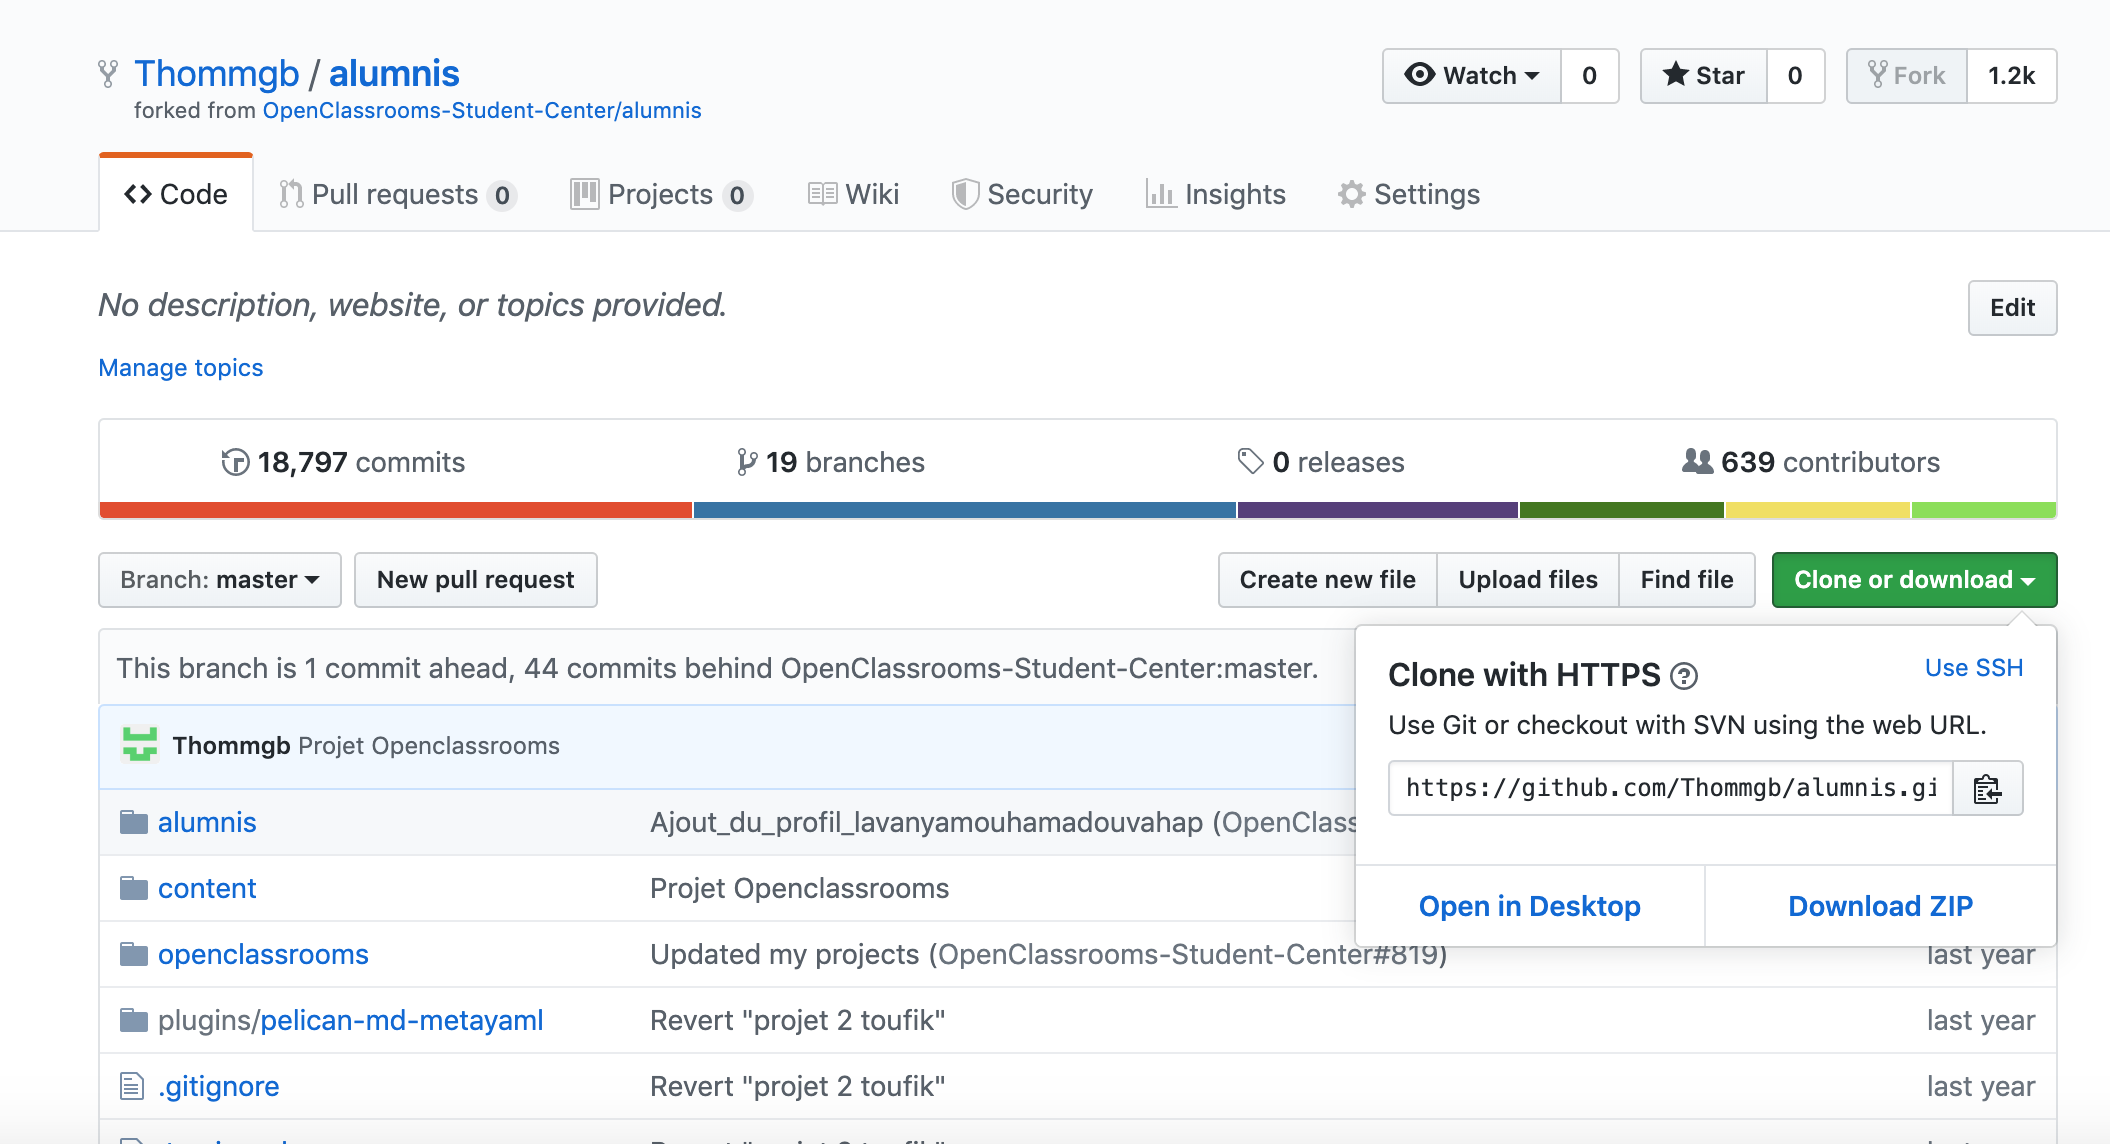 Thommgb / alumnis
forked from OpenClassrooms-Student-Center/alumnis
Watch 0 Star 0 Fork 1.2k
Code Pull requests 0 Projects 0 Wiki Security Insights Settings
No description, website, or topics provided.
Edit
Manage topics
18,797 commits 19 branches 0 releases 639 contributors
Branch: master New pull request Create new file Upload files Find file Clone or download
This branch is 1 commit ahead, 44 commits behind OpenClassrooms-Student-Center:master.
Clone with HTTPS ? Use SSH
Use Git or checkout with SVN using the web URL.
https://github.com/Thommgb/alumnis.gi
Open in Desktop Download ZIP
Thommgb Projet Openclassrooms
alumnis Ajout_du_profil_lavanyamouhamadouvahap (OpenClass
content Projet Openclassrooms
openclassrooms Updated my projects (OpenClassrooms-Student-Center#819) last year
plugins/pelican-md-metayaml Revert "projet 2 toufik" last year
.gitignore Revert "projet 2 toufik" last year